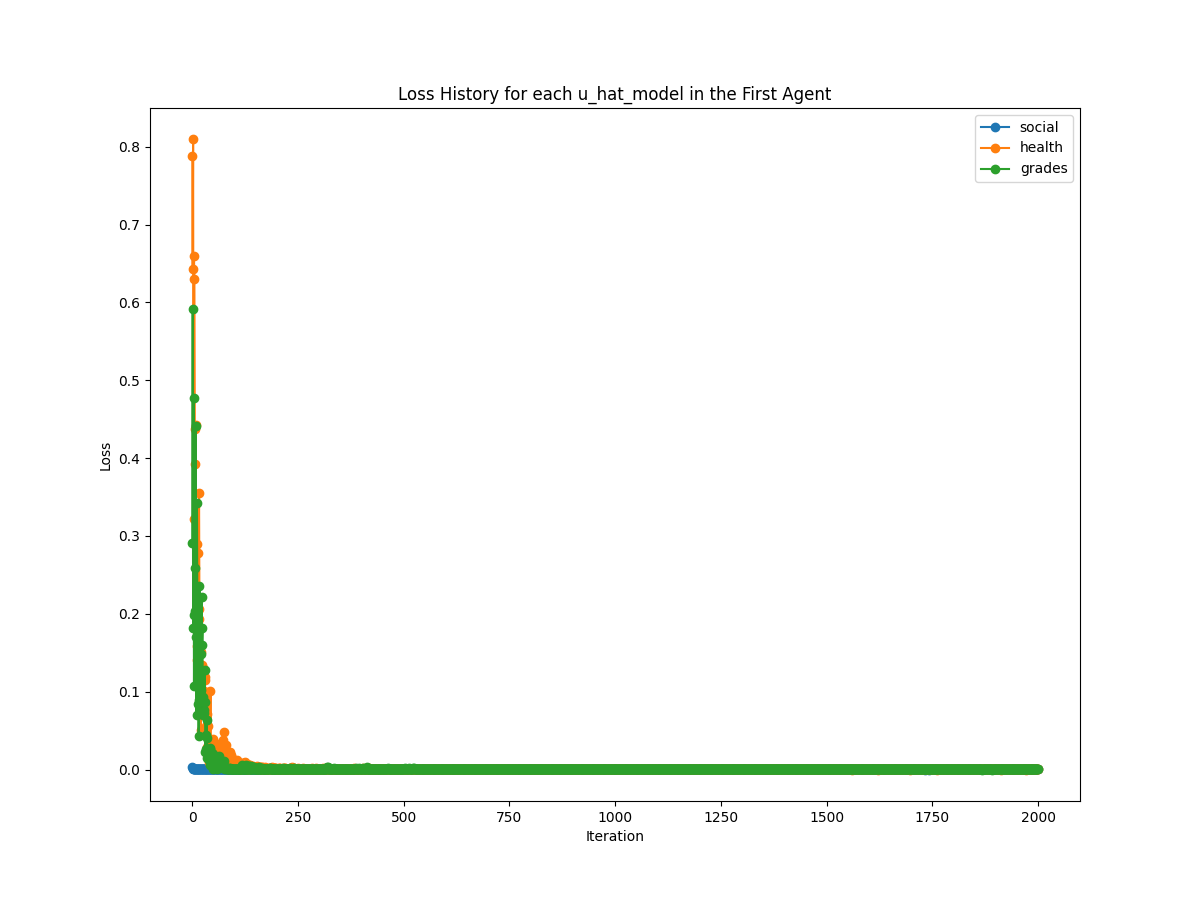 Loss History for each u_hat_model in the First Agent
social
health
grades
0.8
0.7
0.6
0.5
0.4
0.3
0.2
0.1
0.0
Loss
0 250 500 750 1000 1250 1500 1750 2000
Iteration